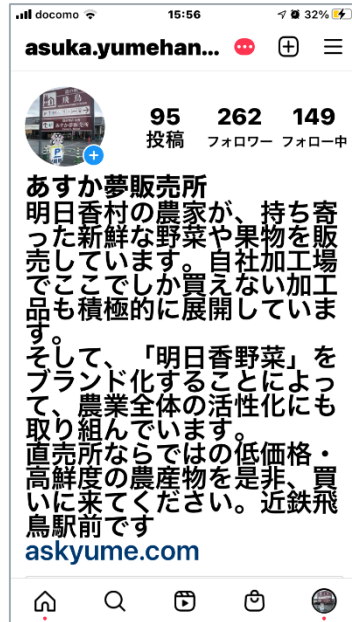 docomo 15:56 32%
asuka.yumehan...
95 262 149
投稿 フォロワー フォロー中
あすか夢販売所
明日香村の農家が、持ち寄
った新鮮な野菜や果物を販
売しています。自社加工場
でここでしか買えない加工
品も積極的に展開していま
す。
そして、「明日香野菜」を
ブランド化することによっ
て、農業全体の活性化にも
取り組んでいます。
直売所ならではの低価格・
高鮮度の農産物を是非、買
いに来てください。近鉄飛
鳥駅前です
askyume.com